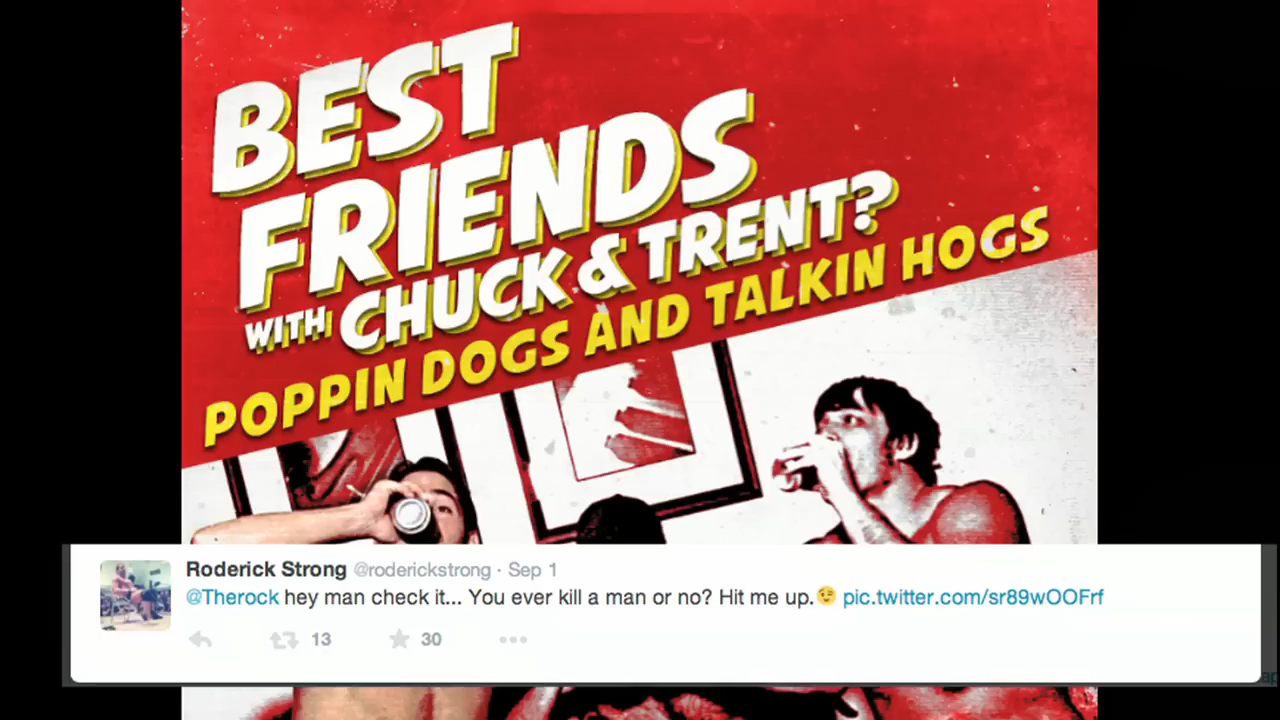 BEST
FRIENDS
WITH CHUCK & TRENT?
POPPIN DOGS AND TALKIN HOGS
Roderick Strong @roderickstrong · Sep 1
@Therock hey man check it... You ever kill a man or no? Hit me up.😉 pic.twitter.com/sr89wOOFrf
13 30